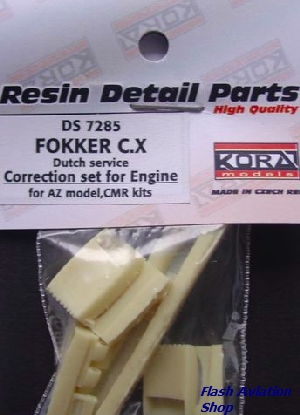 Resin Detail Parts
High Quality
DS 7285
FOKKER C.X
Dutch service
Correction set for Engine
for AZ model,CMR kits
KORA
models
MADE IN CZECH RE
Flash Aviation
Shop